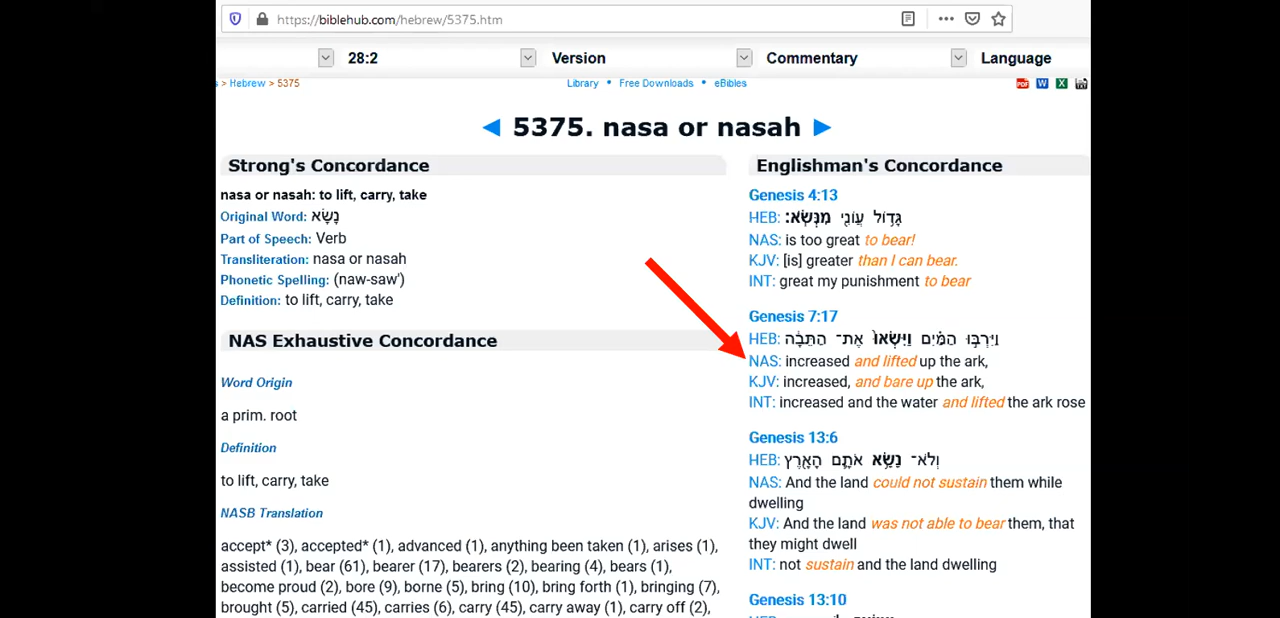 https://biblehub.com/hebrew/5375.htm
28:2 Version Commentary Language
> Hebrew > 5375 Library • Free Downloads • eBibles
◄ 5375. nasa or nasah ►
Strong's Concordance
nasa or nasah: to lift, carry, take
Original Word: נָשָׂא
Part of Speech: Verb
Transliteration: nasa or nasah
Phonetic Spelling: (naw-saw')
Definition: to lift, carry, take
NAS Exhaustive Concordance
Word Origin
a prim. root
Definition
to lift, carry, take
NASB Translation
accept* (3), accepted* (1), advanced (1), anything been taken (1), arises (1),
assisted (1), bear (61), bearer (17), bearers (2), bearing (4), bears (1),
become proud (2), bore (9), borne (5), bring (10), bring forth (1), bringing (7),
brought (5), carried (45), carries (6), carry (45), carry away (1), carry off (2),
Englishman's Concordance
Genesis 4:13
HEB: גָּד֥וֹל עֲוֺנִ֖י מִנְּשֹֽׂא׃
NAS: is too great to bear!
KJV: [is] greater than I can bear.
INT: great my punishment to bear
Genesis 7:17
HEB: וַיִּרְבּ֣וּ הַמַּ֗יִם וַיִּשְׂאוּ֙ אֶת־ הַתֵּבָ֔ה
NAS: increased and lifted up the ark,
KJV: increased, and bare up the ark,
INT: increased and the water and lifted the ark rose
Genesis 13:6
HEB: וְלֹא־ נָשָׂ֥א אֹתָ֛ם הָאָ֖רֶץ
NAS: And the land could not sustain them while
dwelling
KJV: And the land was not able to bear them, that
they might dwell
INT: not sustain and the land dwelling
Genesis 13:10